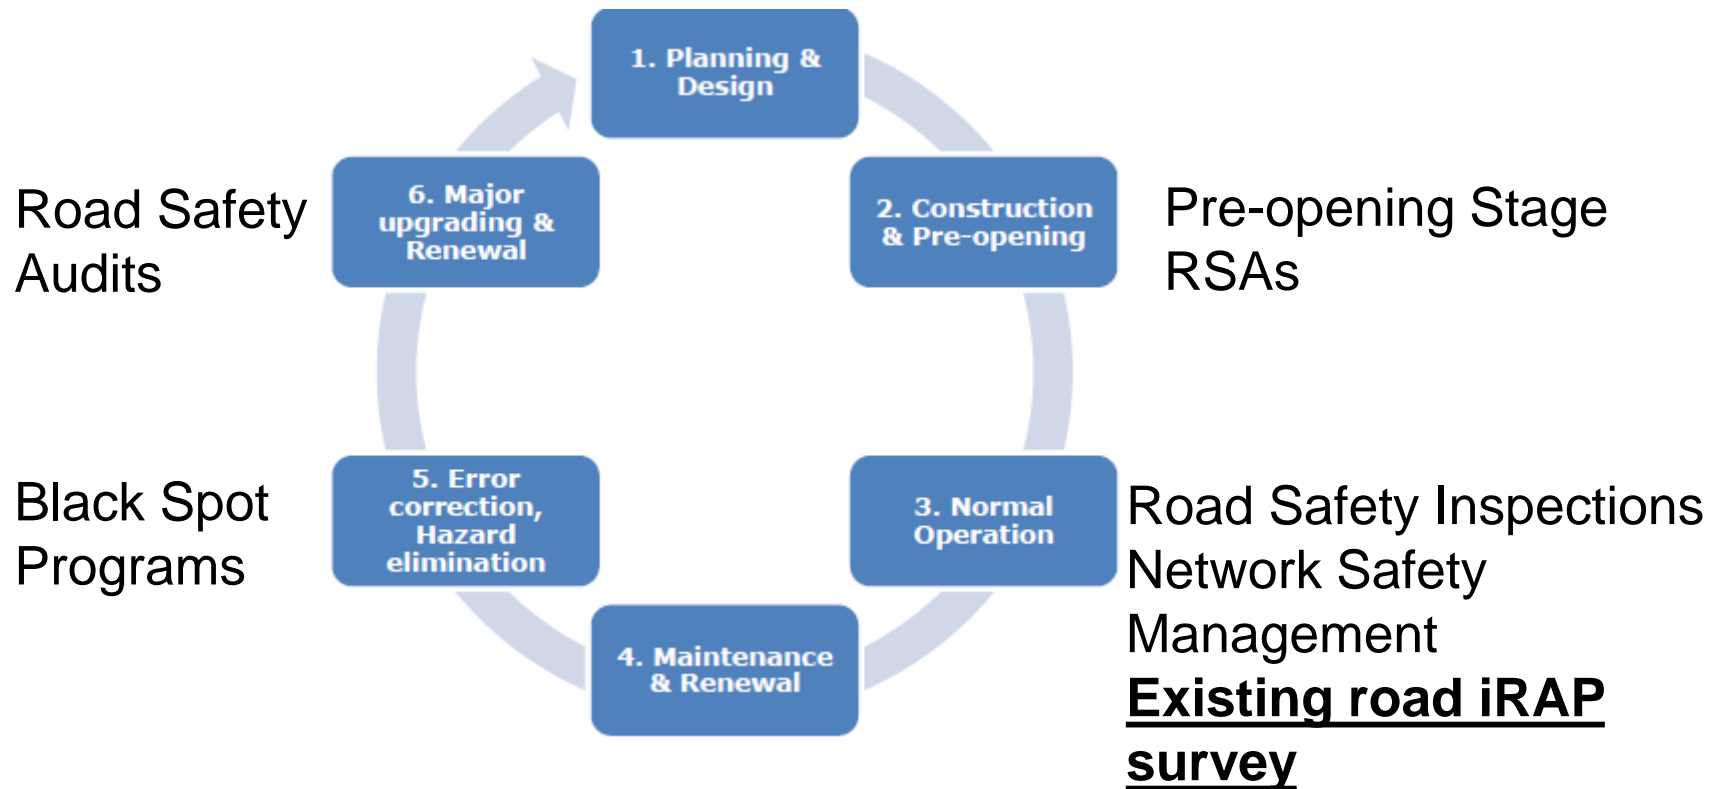 1. Planning &
Design
6. Major
upgrading &
Renewal
2. Construction
& Pre-opening
Road Safety
Audits
Pre-opening Stage
RSAs
5. Error
correction,
Hazard
elimination
3. Normal
Operation
Black Spot
Programs
Road Safety Inspections
Network Safety
Management
Existing road iRAP
survey
4. Maintenance
& Renewal